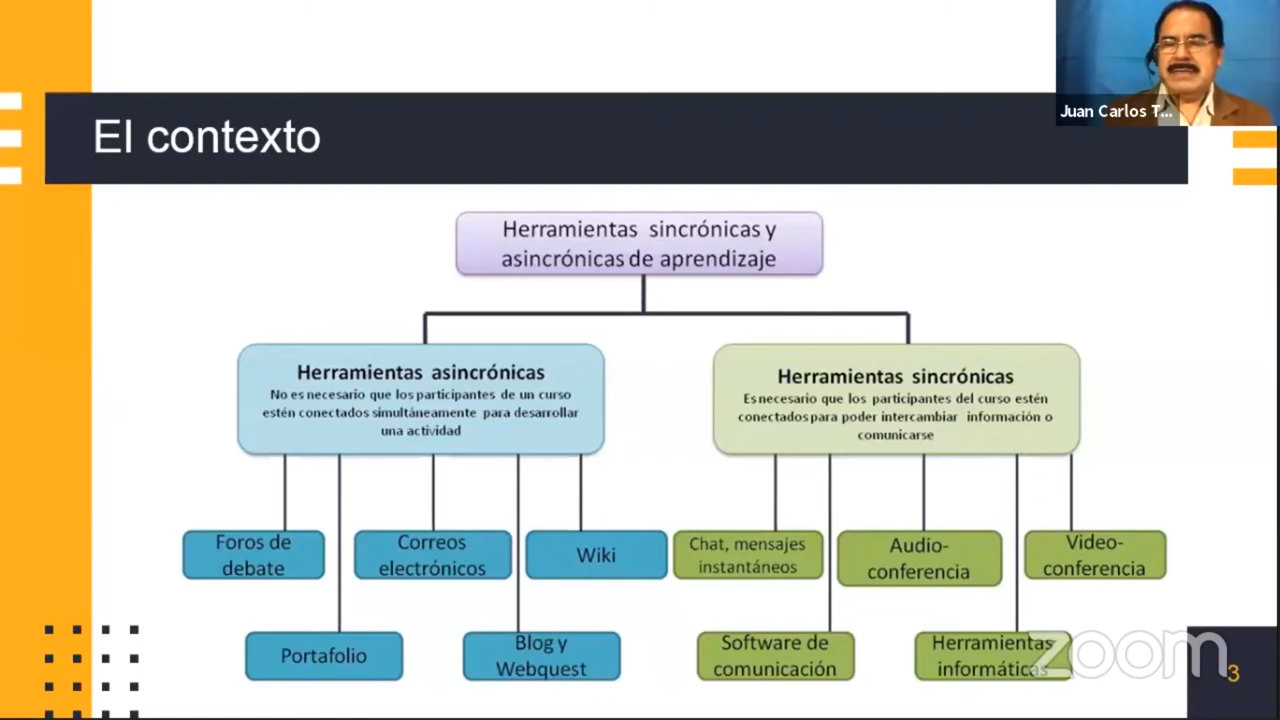 Juan Carlos T...
El contexto
Herramientas sincrónicas y
asincrónicas de aprendizaje
Herramientas asincrónicas
No es necesario que los participantes de un curso
estén conectados simultáneamente para desarrollar
una actividad
Herramientas sincrónicas
Es necesario que los participantes del curso estén
conectados para poder intercambiar información o
comunicarse
Foros de
debate
Correos
electrónicos
Wiki
Chat, mensajes
instantáneos
Audio-
conferencia
Video-
conferencia
Portafolio
Blog y
Webquest
Software de
comunicación
Herramientas
informáticas
zoom
3